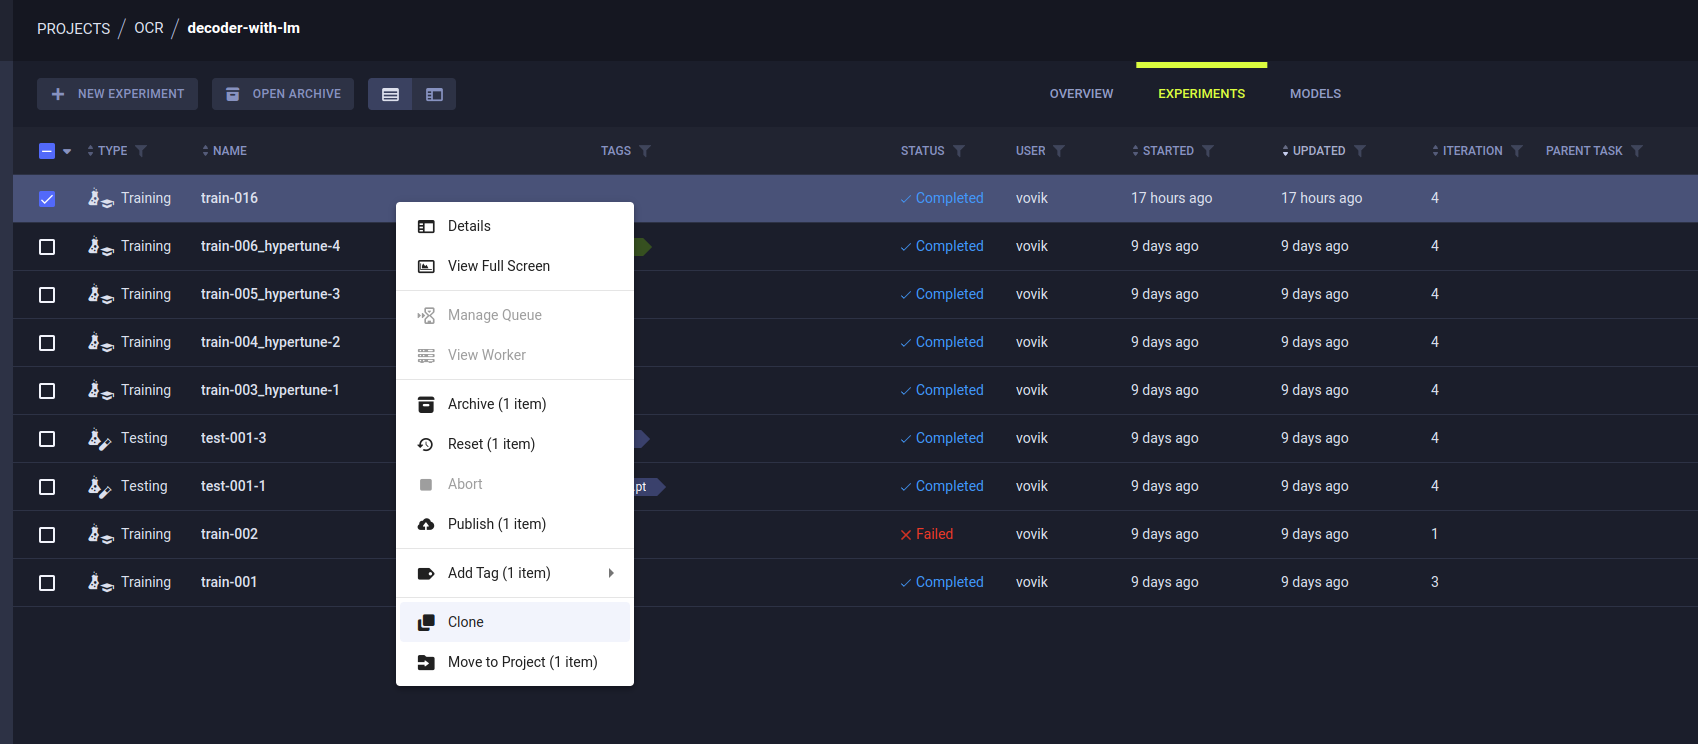 PROJECTS / OCR / decoder-with-lm
NEW EXPERIMENT OPEN ARCHIVE OVERVIEW EXPERIMENTS MODELS
TYPE NAME TAGS STATUS USER STARTED UPDATED ITERATION PARENT TASK
Training train-016 Completed vovik 17 hours ago 17 hours ago 4
Training train-006_hypertune-4 Completed vovik 9 days ago 9 days ago 4
Training train-005_hypertune-3 Completed vovik 9 days ago 9 days ago 4
Training train-004_hypertune-2 Completed vovik 9 days ago 9 days ago 4
Training train-003_hypertune-1 Completed vovik 9 days ago 9 days ago 4
Testing test-001-3 Completed vovik 9 days ago 9 days ago 4
Testing test-001-1 pt Completed vovik 9 days ago 9 days ago 4
Training train-002 Failed vovik 9 days ago 9 days ago 1
Training train-001 Completed vovik 9 days ago 9 days ago 3
Details
View Full Screen
Manage Queue
View Worker
Archive (1 item)
Reset (1 item)
Abort
Publish (1 item)
Add Tag (1 item)
Clone
Move to Project (1 item)